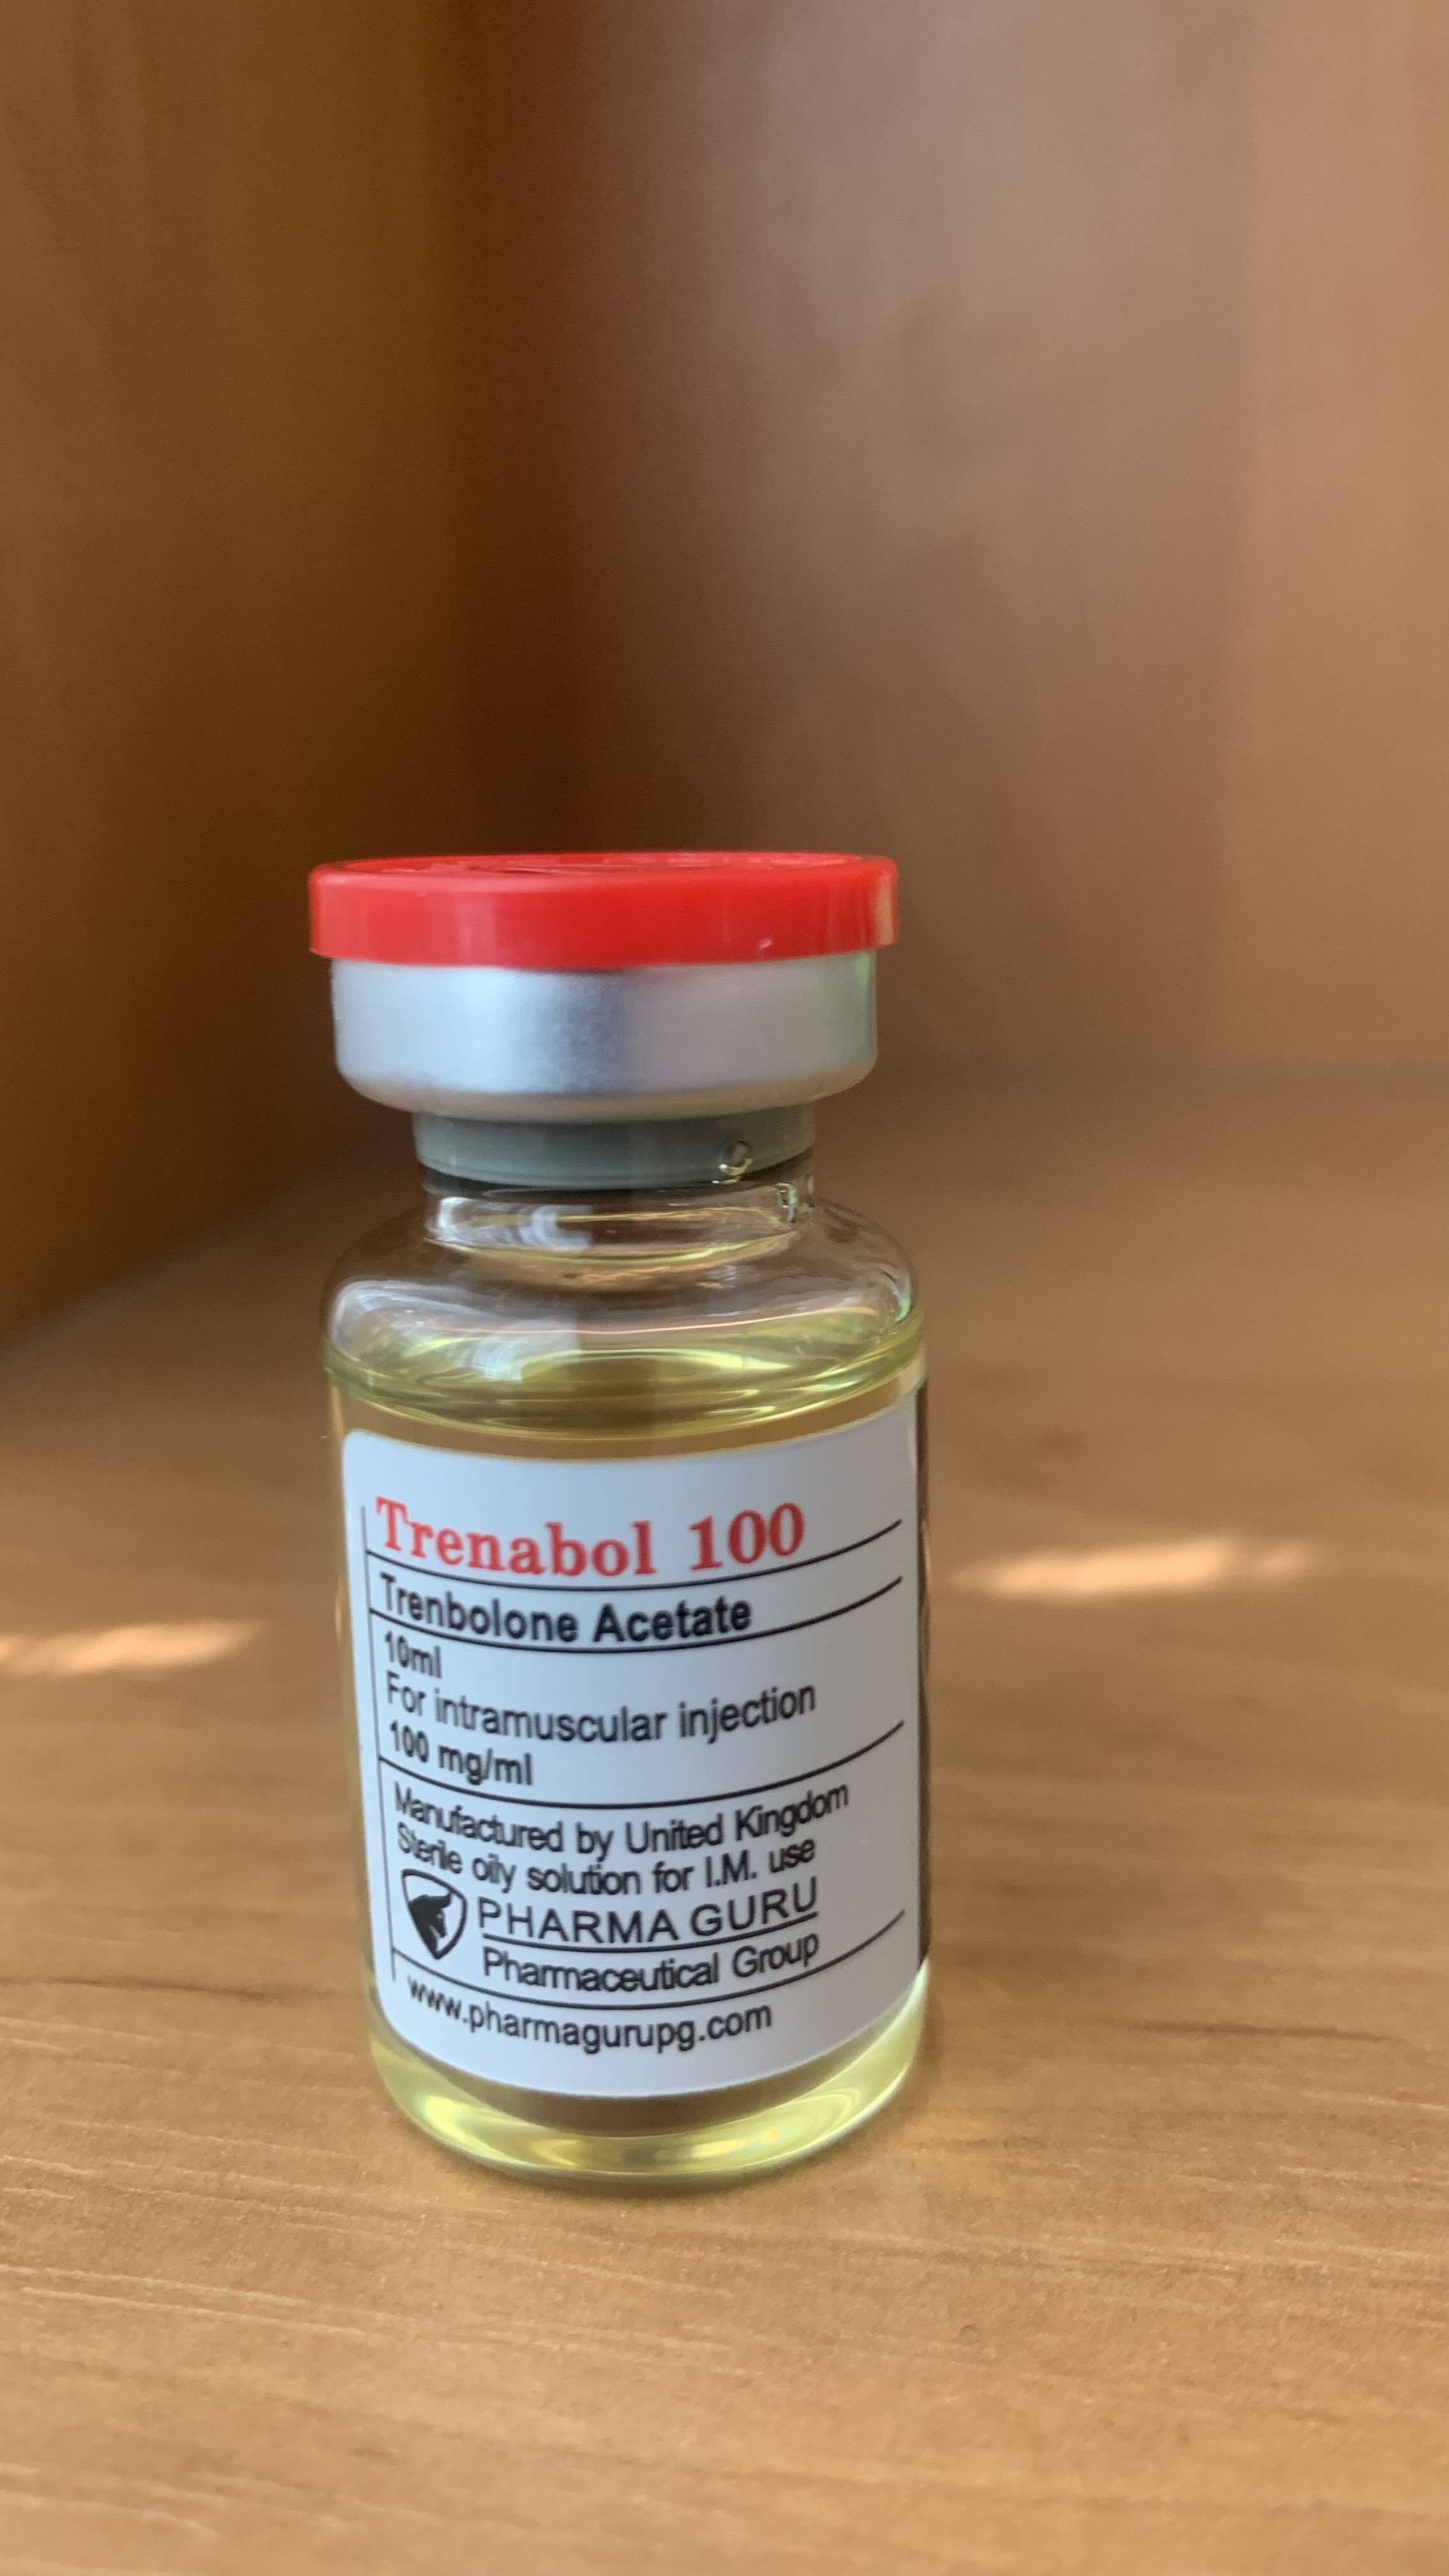 Trenabol 100
Trenbolone Acetate
10ml
For intramuscular injection
100 mg/ml
Manufactured by United Kingdom
Sterile oily solution for I.M. use
PHARMA GURU
Pharmaceutical Group
www.pharmagurupg.com